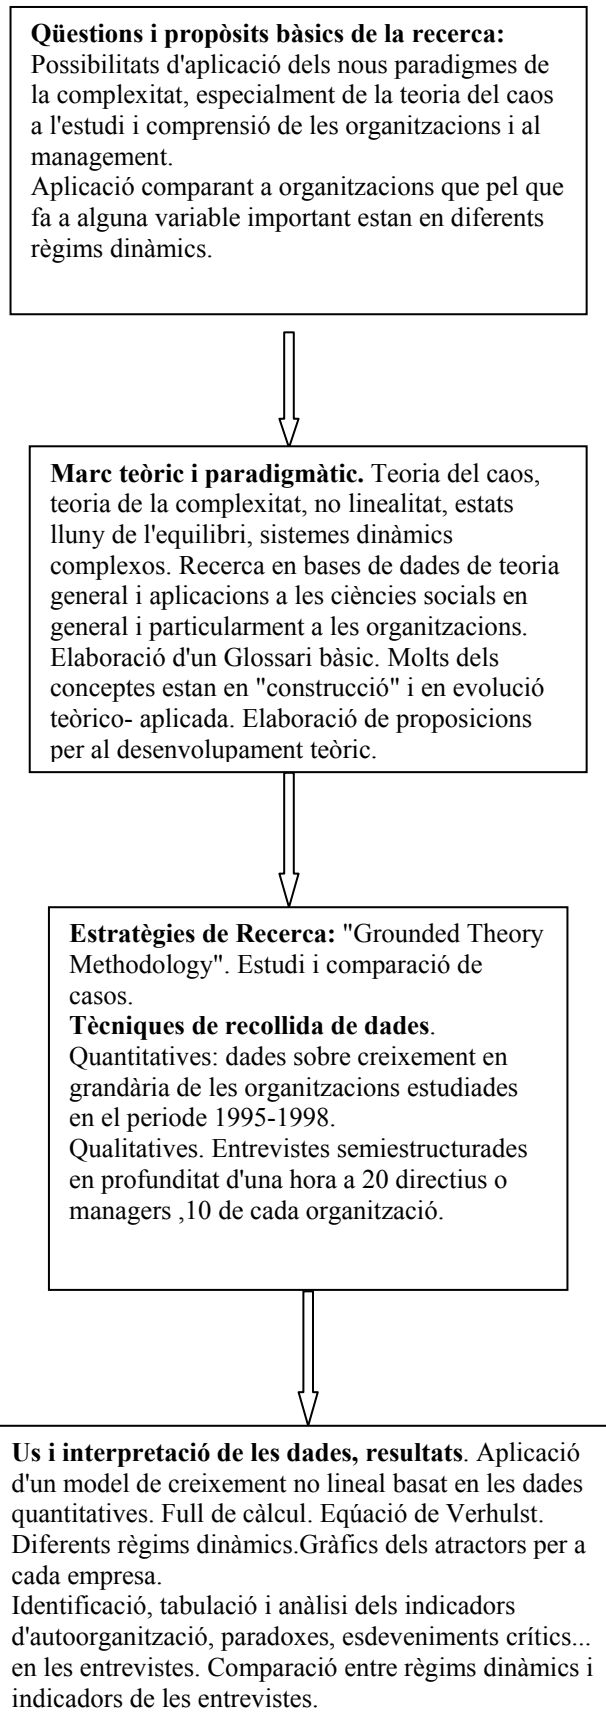 Qüestions i propòsits bàsics de la recerca:
Possibilitats d'aplicació dels nous paradigmes de
la complexitat, especialment de la teoria del caos
a l'estudi i comprensió de les organitzacions i al
management.
Aplicació comparant a organitzacions que pel que
fa a alguna variable important estan en diferents
règims dinàmics.
Marc teòric i paradigmàtic. Teoria del caos,
teoria de la complexitat, no linealitat, estats
lluny de l'equilibri, sistemes dinàmics
complexos. Recerca en bases de dades de teoria
general i aplicacions a les ciències socials en
general i particularment a les organitzacions.
Elaboració d'un Glossari bàsic. Molts dels
conceptes estan en "construcció" i en evolució
teòrico- aplicada. Elaboració de proposicions
per al desenvolupament teòric.
Estratègies de Recerca: "Grounded Theory
Methodology". Estudi i comparació de
casos.
Tècniques de recollida de dades.
Quantitatives: dades sobre creixement en
grandària de les organitzacions estudiades
en el periode 1995-1998.
Qualitatives. Entrevistes semiestructurades
en profunditat d'una hora a 20 directius o
managers ,10 de cada organització.
Us i interpretació de les dades, resultats. Aplicació
d'un model de creixement no lineal basat en les dades
quantitatives. Full de càlcul. Eqúació de Verhulst.
Diferents règims dinàmics.Gràfics dels atractors per a
cada empresa.
Identificació, tabulació i anàlisi dels indicadors
d'autoorganització, paradoxes, esdeveniments crítics...
en les entrevistes. Comparació entre règims dinàmics i
indicadors de les entrevistes.